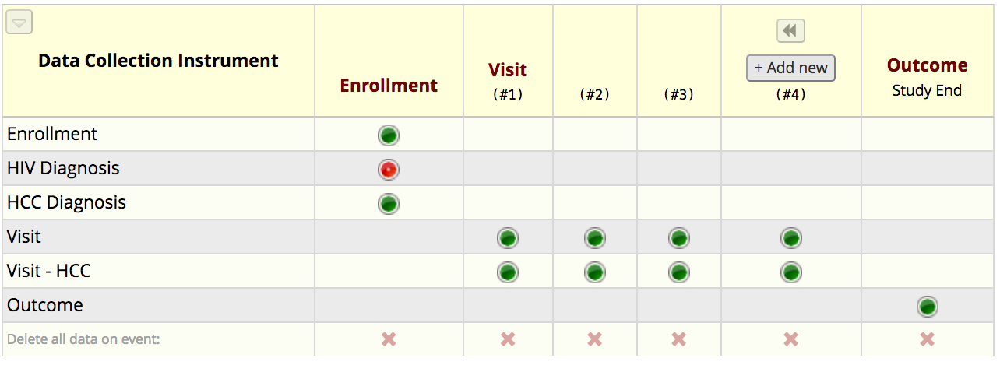 Data Collection Instrument
Enrollment
Visit
(#1)
(#2)
(#3)
+ Add new
(#4)
Outcome
Study End
Enrollment
HIV Diagnosis
HCC Diagnosis
Visit
Visit - HCC
Outcome
Delete all data on event: